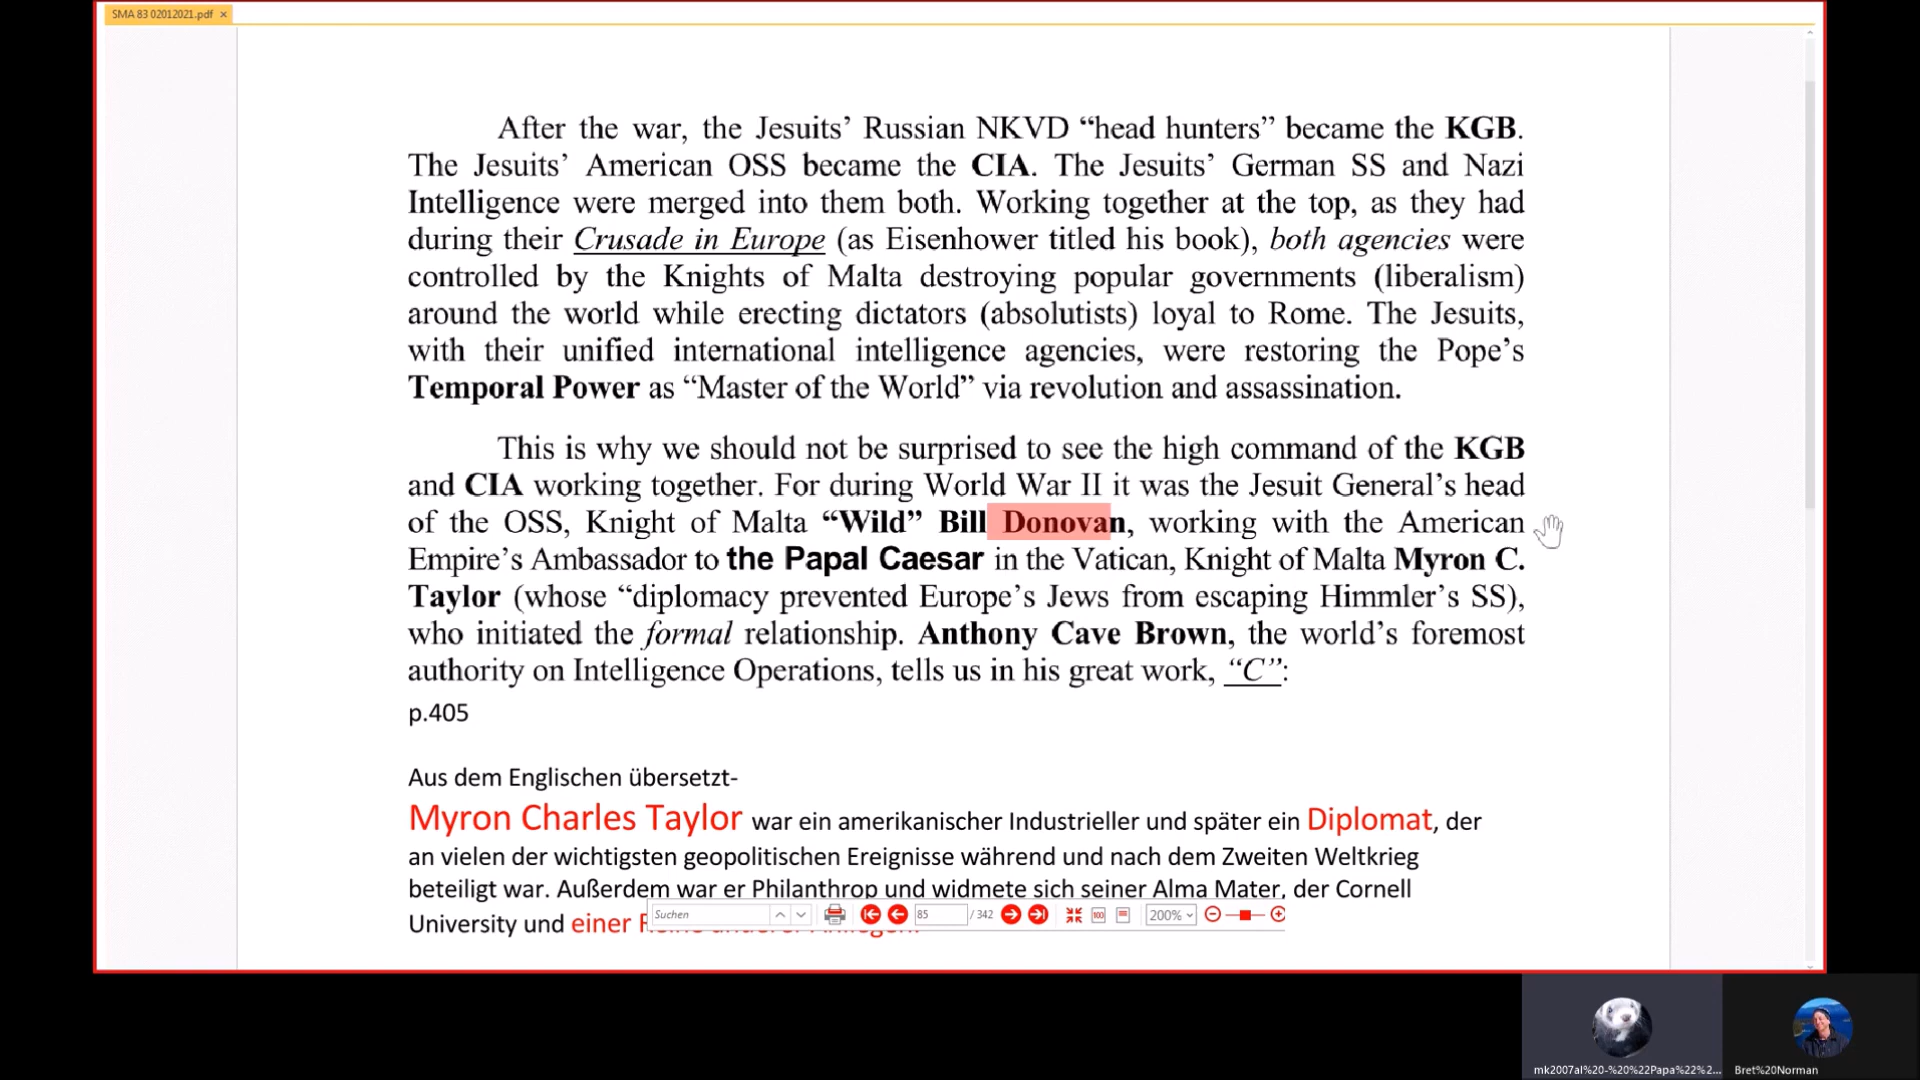 SMA 83 02012021.pdf ×
After the war, the Jesuits’ Russian NKVD “head hunters” became the KGB.
The Jesuits’ American OSS became the CIA. The Jesuits’ German SS and Nazi
Intelligence were merged into them both. Working together at the top, as they had
during their Crusade in Europe (as Eisenhower titled his book), both agencies were
controlled by the Knights of Malta destroying popular governments (liberalism)
around the world while erecting dictators (absolutists) loyal to Rome. The Jesuits,
with their unified international intelligence agencies, were restoring the Pope’s
Temporal Power as “Master of the World” via revolution and assassination.
This is why we should not be surprised to see the high command of the KGB
and CIA working together. For during World War II it was the Jesuit General’s head
of the OSS, Knight of Malta “Wild” Bill Donovan, working with the American
Empire’s Ambassador to the Papal Caesar in the Vatican, Knight of Malta Myron C.
Taylor (whose “diplomacy prevented Europe’s Jews from escaping Himmler’s SS),
who initiated the formal relationship. Anthony Cave Brown, the world’s foremost
authority on Intelligence Operations, tells us in his great work, “C”:
p.405
Aus dem Englischen übersetzt-
Myron Charles Taylor war ein amerikanischer Industrieller und später ein Diplomat, der
an vielen der wichtigsten geopolitischen Ereignisse während und nach dem Zweiten Weltkrieg
beteiligt war. Außerdem war er Philanthrop und widmete sich seiner Alma Mater, der Cornell
University und einer
Suchen 85 / 342 100 200%
mk2007al%20-%20%22Papa%22%2... Bret%20Norman